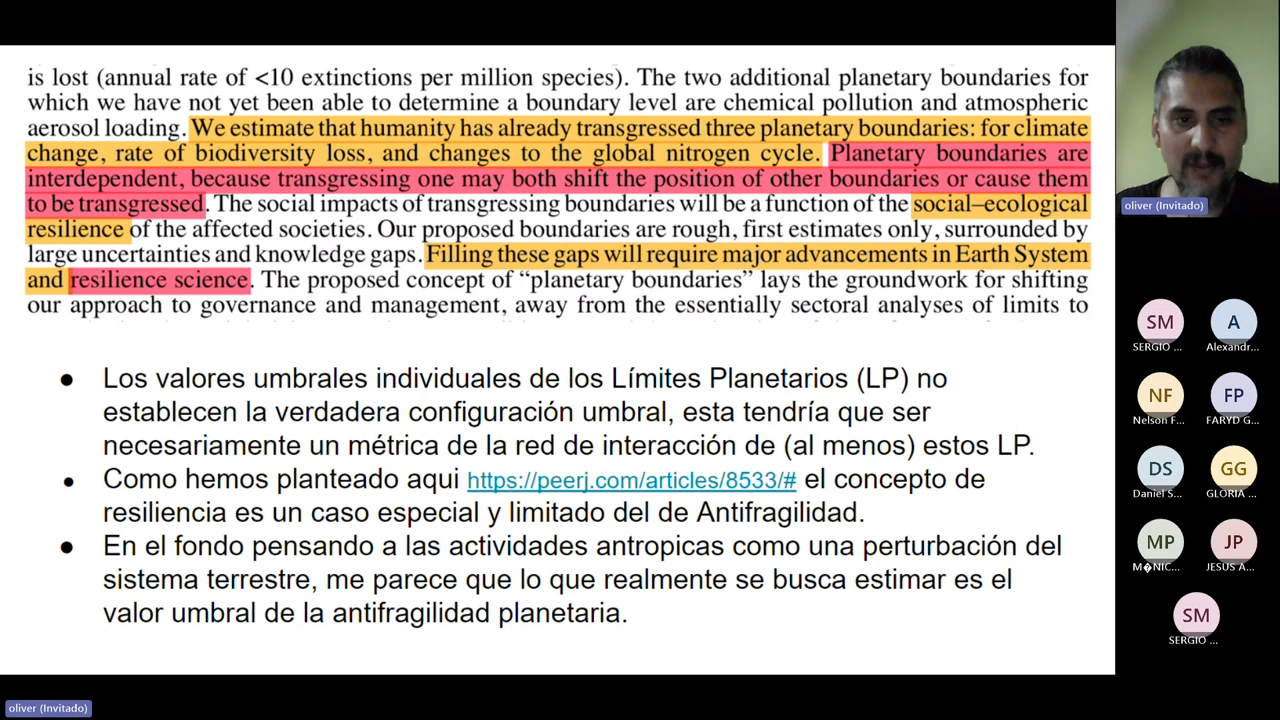 is lost (annual rate of <10 extinctions per million species). The two additional planetary boundaries for
which we have not yet been able to determine a boundary level are chemical pollution and atmospheric
aerosol loading. We estimate that humanity has already transgressed three planetary boundaries: for climate
change, rate of biodiversity loss, and changes to the global nitrogen cycle. Planetary boundaries are
interdependent, because transgressing one may both shift the position of other boundaries or cause them
to be transgressed. The social impacts of transgressing boundaries will be a function of the social–ecological
resilience of the affected societies. Our proposed boundaries are rough, first estimates only, surrounded by
large uncertainties and knowledge gaps. Filling these gaps will require major advancements in Earth System
and resilience science. The proposed concept of “planetary boundaries” lays the groundwork for shifting
our approach to governance and management, away from the essentially sectoral analyses of limits to
● Los valores umbrales individuales de los Límites Planetarios (LP) no
establecen la verdadera configuración umbral, esta tendría que ser
necesariamente un métrica de la red de interacción de (al menos) estos LP.
● Como hemos planteado aqui https://peerj.com/articles/8533/# el concepto de
resiliencia es un caso especial y limitado del de Antifragilidad.
● En el fondo pensando a las actividades antropicas como una perturbación del
sistema terrestre, me parece que lo que realmente se busca estimar es el
valor umbral de la antifragilidad planetaria.
oliver (Invitado)
SM
SERGIO ...
A
Alexandr...
NF
Nelson F...
FP
FARYD G...
DS
Daniel S...
GG
GLORIA ...
MP
M�NIC...
JP
JESUS A...
SM
SERGIO ...
oliver (Invitado)